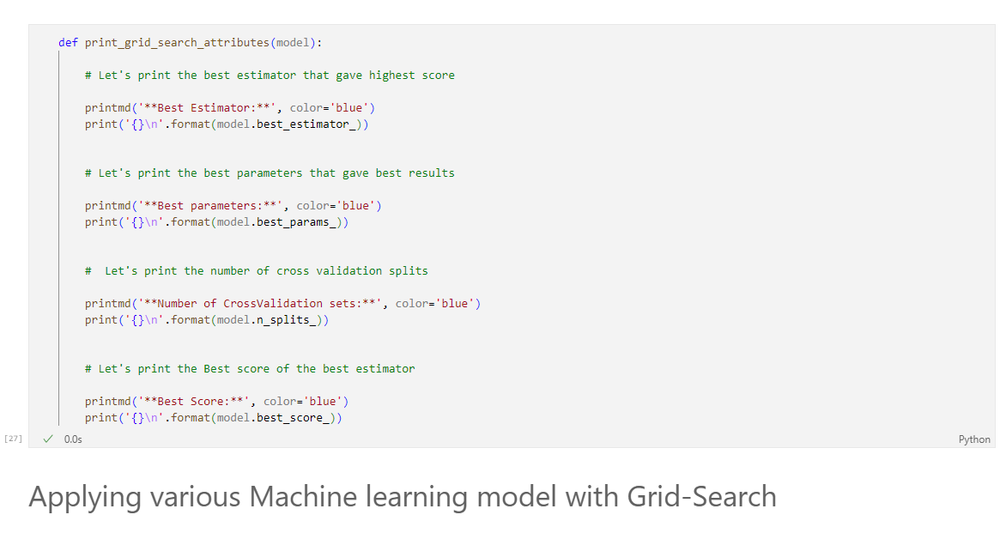 def print_grid_search_attributes(model):
# Let's print the best estimator that gave highest score
printmd('**Best Estimator:**', color='blue')
print('{}\n'.format(model.best_estimator_))
# Let's print the best parameters that gave best results
printmd('**Best parameters:**', color='blue')
print('{}\n'.format(model.best_params_))
#  Let's print the number of cross validation splits
printmd('**Number of CrossValidation sets:**', color='blue')
print('{}\n'.format(model.n_splits_))
# Let's print the Best score of the best estimator
printmd('**Best Score:**', color='blue')
print('{}\n'.format(model.best_score_))
[27] ✓ 0.0s Python
Applying various Machine learning model with Grid-Search